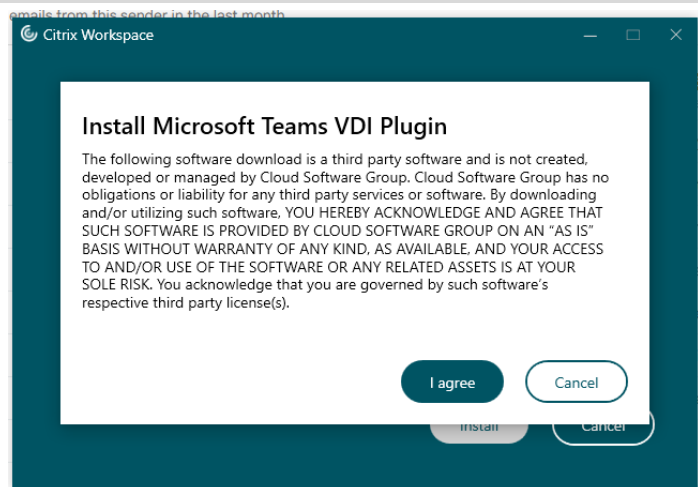 emails from this sender in the last month
Citrix Workspace
Install Microsoft Teams VDI Plugin
The following software download is a third party software and is not created,
developed or managed by Cloud Software Group. Cloud Software Group has no
obligations or liability for any third party services or software. By downloading
and/or utilizing such software, YOU HEREBY ACKNOWLEDGE AND AGREE THAT
SUCH SOFTWARE IS PROVIDED BY CLOUD SOFTWARE GROUP ON AN “AS IS”
BASIS WITHOUT WARRANTY OF ANY KIND, AS AVAILABLE, AND YOUR ACCESS
TO AND/OR USE OF THE SOFTWARE OR ANY RELATED ASSETS IS AT YOUR
SOLE RISK. You acknowledge that you are governed by such software’s
respective third party license(s).
I agree Cancel
Install Cancel